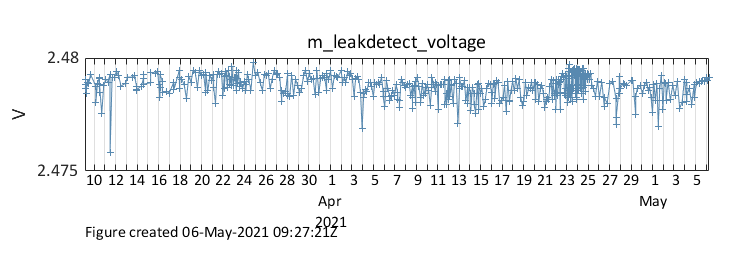 m_leakdetect_voltage
2.48
V
2.475
10 12 14 16 18 20 22 24 26 28 30 1 3 5 7 9 11 13 15 17 19 21 23 25 27 29 1 3 5
Apr May
2021
Figure created 06-May-2021 09:27:21Z